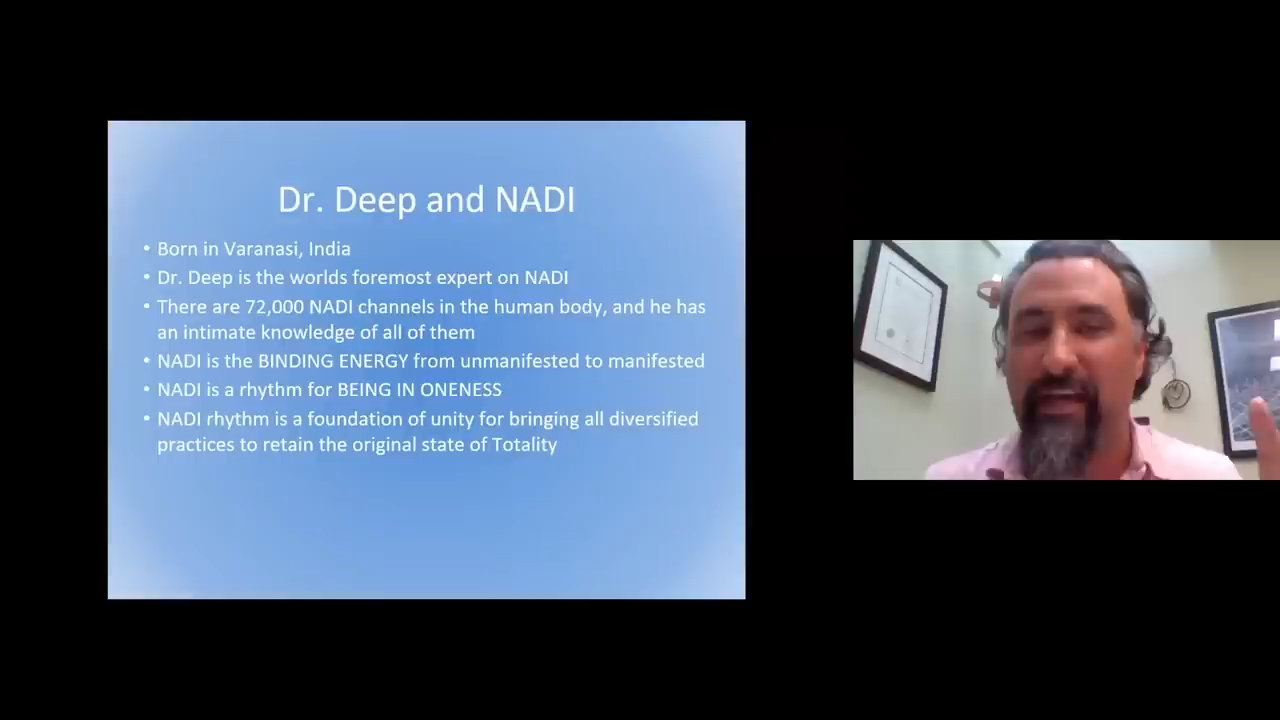 Dr. Deep and NADI
• Born in Varanasi, India
• Dr. Deep is the worlds foremost expert on NADI
• There are 72,000 NADI channels in the human body, and he has
an intimate knowledge of all of them
• NADI is the BINDING ENERGY from unmanifested to manifested
• NADI is a rhythm for BEING IN ONENESS
• NADI rhythm is a foundation of unity for bringing all diversified
practices to retain the original state of Totality